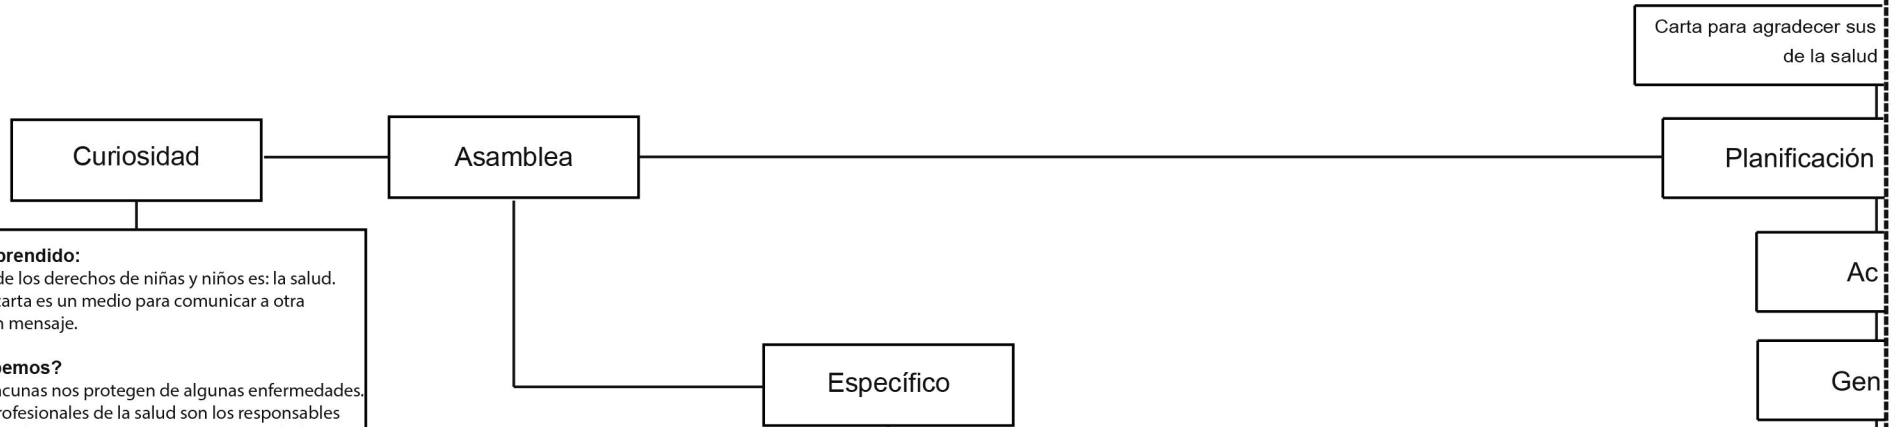 Carta para agradecer sus
de la salud
Curiosidad
Asamblea
Planificación
prendido:
de los derechos de niñas y niños es: la salud.
carta es un medio para comunicar a otra
n mensaje.
Ac
bemos?
acunas nos protegen de algunas enfermedades.
rofesionales de la salud son los responsables
Específico
Gen